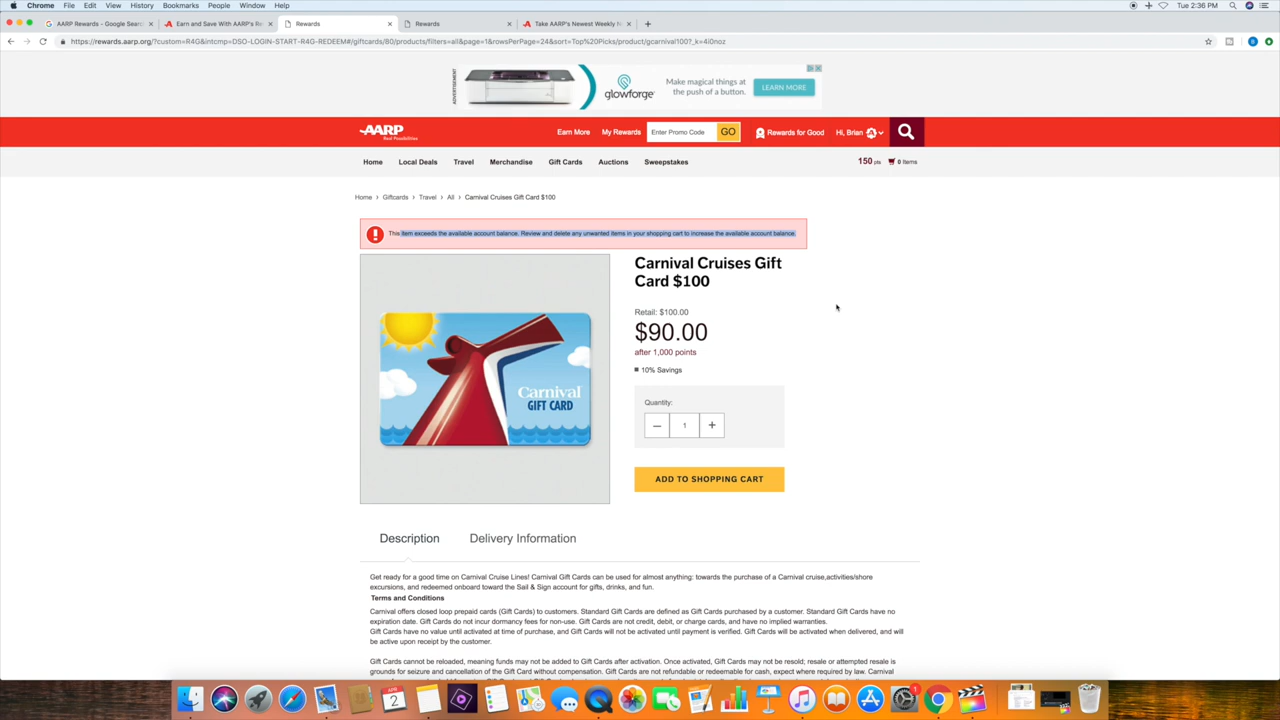 Chrome File Edit View History Bookmarks People Window Help Tue 2:36 PM
AARP Rewards - Google Searc Earn and Save With AARP's Re Rewards Rewards Take AARP's Newest Weekly N
https://rewards.aarp.org/?custom=R4G&intcmp=DSO-LOGIN-START-R4G-REDEEM#/giftcards/80/products/filters=all&page=1&rowsPerPage=24&sort=Top%20Picks/product/gcarnival100?_k=4i0noz
ADVERTISEMENT
glowforge
Make magical things
at the push of a button.
LEARN MORE
AARP
Real Possibilities
Earn More My Rewards Enter Promo Code GO Rewards for Good Hi, Brian
Home Local Deals Travel Merchandise Gift Cards Auctions Sweepstakes 150 pts 0 Items
Home › Giftcards › Travel › All › Carnival Cruises Gift Card $100
This item exceeds the available account balance. Review and delete any unwanted items in your shopping cart to increase the available account balance.
Carnival Cruises Gift
Card $100
Retail: $100.00
$90.00
after 1,000 points
10% Savings
Carnival
GIFT CARD
Quantity:
– 1 +
ADD TO SHOPPING CART
Description Delivery Information
Get ready for a good time on Carnival Cruise Lines! Carnival Gift Cards can be used for almost anything: towards the purchase of a Carnival cruise,activities/shore
excursions, and redeemed onboard toward the Sail & Sign account for gifts, drinks, and fun.
Terms and Conditions
Carnival offers closed loop prepaid cards (Gift Cards) to customers. Standard Gift Cards are defined as Gift Cards purchased by a customer. Standard Gift Cards have no
expiration date. Gift Cards do not incur dormancy fees for non-use. Gift Cards are not credit, debit, or charge cards, and have no implied warranties.
Gift Cards have no value until activated at time of purchase, and Gift Cards will not be activated until payment is verified. Gift Cards will be activated when delivered, and will
be active upon receipt by the customer.
Gift Cards cannot be reloaded, meaning funds may not be added to Gift Cards after activation. Once activated, Gift Cards may not be resold; resale or attempted resale is
grounds for seizure and cancellation of the Gift Card without compensation. Gift Cards are not refundable or redeemable for cash, expect where required by law. Carnival
APR
2
1